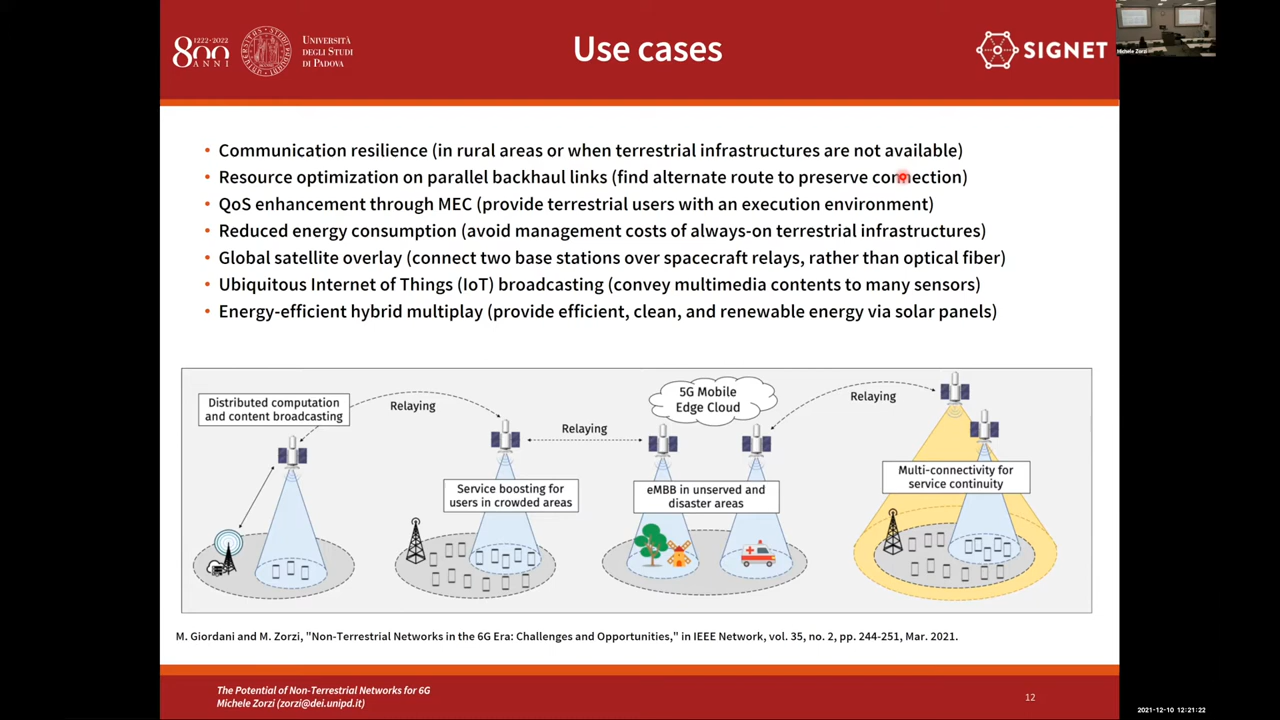 800
1222·2022
ANNI
UNIVERSITÀ
DEGLI STUDI
DI PADOVA
Use cases
SIGNET
Michele Zorzi
• Communication resilience (in rural areas or when terrestrial infrastructures are not available)
• Resource optimization on parallel backhaul links (find alternate route to preserve connection)
• QoS enhancement through MEC (provide terrestrial users with an execution environment)
• Reduced energy consumption (avoid management costs of always-on terrestrial infrastructures)
• Global satellite overlay (connect two base stations over spacecraft relays, rather than optical fiber)
• Ubiquitous Internet of Things (IoT) broadcasting (convey multimedia contents to many sensors)
• Energy-efficient hybrid multiplay (provide efficient, clean, and renewable energy via solar panels)
Distributed computation
and content broadcasting
Relaying
Service boosting for
users in crowded areas
Relaying
5G Mobile
Edge Cloud
eMBB in unserved and
disaster areas
Relaying
Multi-connectivity for
service continuity
M. Giordani and M. Zorzi, "Non-Terrestrial Networks in the 6G Era: Challenges and Opportunities," in IEEE Network, vol. 35, no. 2, pp. 244-251, Mar. 2021.
The Potential of Non-Terrestrial Networks for 6G
Michele Zorzi (zorzi@dei.unipd.it)
12
2021-12-10 12:21:22